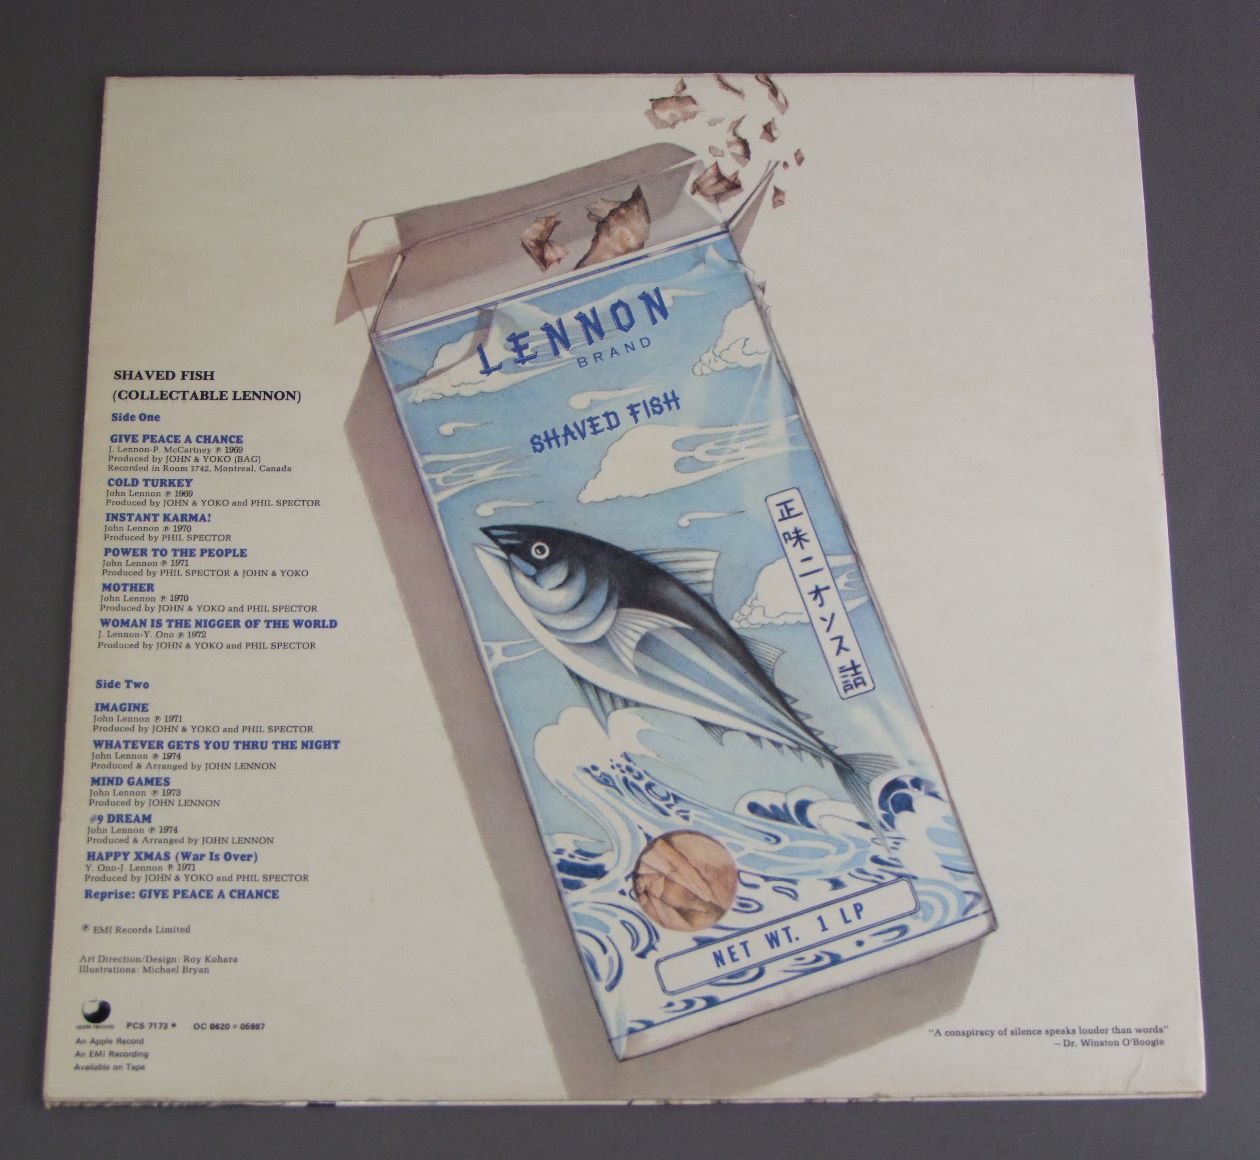 LENNON
BRAND
SHAVED FISH
正味二オンス詰
NET WT. 1 LP
SHAVED FISH
(COLLECTABLE LENNON)
Side One
GIVE PEACE A CHANCE
J. Lennon-P. McCartney ℗ 1969
Produced by JOHN & YOKO (BAG)
Recorded in Room 1742, Montreal, Canada
COLD TURKEY
John Lennon ℗ 1969
Produced by JOHN & YOKO and PHIL SPECTOR
INSTANT KARMA!
John Lennon ℗ 1970
Produced by PHIL SPECTOR
POWER TO THE PEOPLE
John Lennon ℗ 1971
Produced by PHIL SPECTOR & JOHN & YOKO
MOTHER
John Lennon ℗ 1970
Produced by JOHN & YOKO and PHIL SPECTOR
WOMAN IS THE NIGGER OF THE WORLD
J. Lennon-Y. Ono ℗ 1972
Produced by JOHN & YOKO and PHIL SPECTOR
Side Two
IMAGINE
John Lennon ℗ 1971
Produced by JOHN & YOKO and PHIL SPECTOR
WHATEVER GETS YOU THRU THE NIGHT
John Lennon ℗ 1974
Produced & Arranged by JOHN LENNON
MIND GAMES
John Lennon ℗ 1973
Produced by JOHN LENNON
#9 DREAM
John Lennon ℗ 1974
Produced & Arranged by JOHN LENNON
HAPPY XMAS (War Is Over)
Y. Ono-J. Lennon ℗ 1971
Produced by JOHN & YOKO and PHIL SPECTOR
Reprise: GIVE PEACE A CHANCE
℗ EMI Records Limited
Art Direction/Design: Roy Kohara
Illustrations: Michael Bryan
APPLE RECORDS
PCS 7173 * OC 0620 = 05987
An Apple Record
An EMI Recording
Available on Tape
"A conspiracy of silence speaks louder than words"
—Dr. Winston O'Boogie